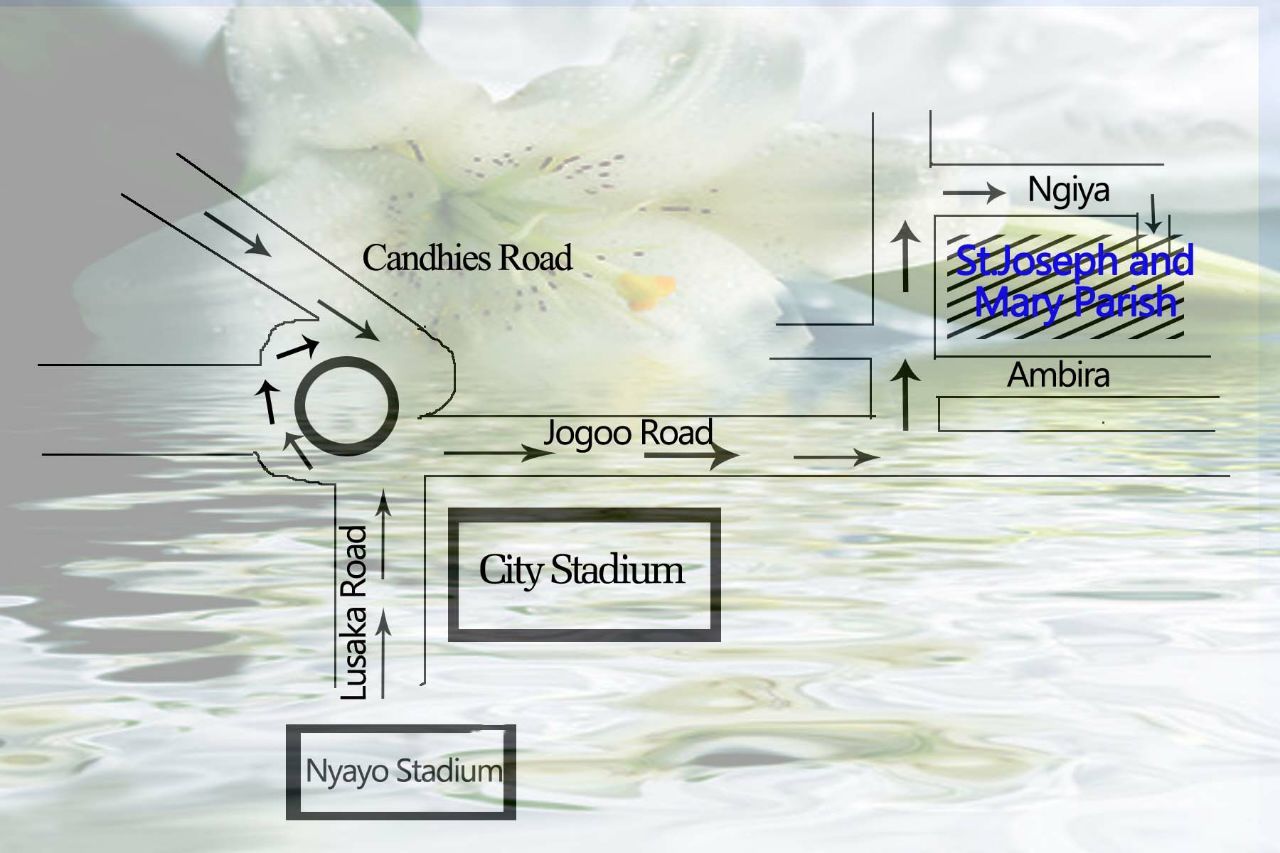 Ngiya
Candhies Road
St.Joseph and
Mary Parish
Ambira
Jogoo Road
City Stadium
Lusaka Road
Nyayo Stadium